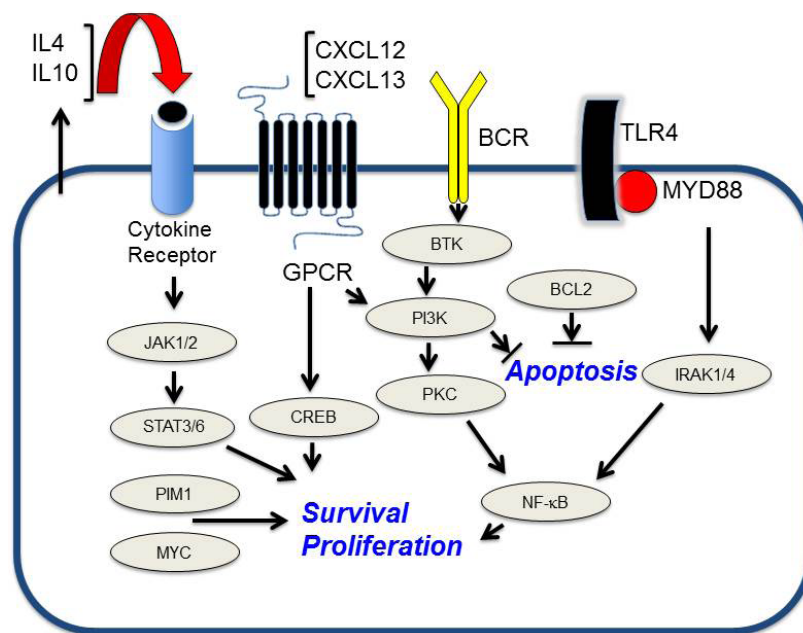 IL4
IL10
CXCL12
CXCL13
BCR
TLR4
MYD88
Cytokine
Receptor
GPCR
BTK
BCL2
PI3K
JAK1/2
Apoptosis
IRAK1/4
PKC
CREB
STAT3/6
PIM1
NF-κB
Survival
Proliferation
MYC